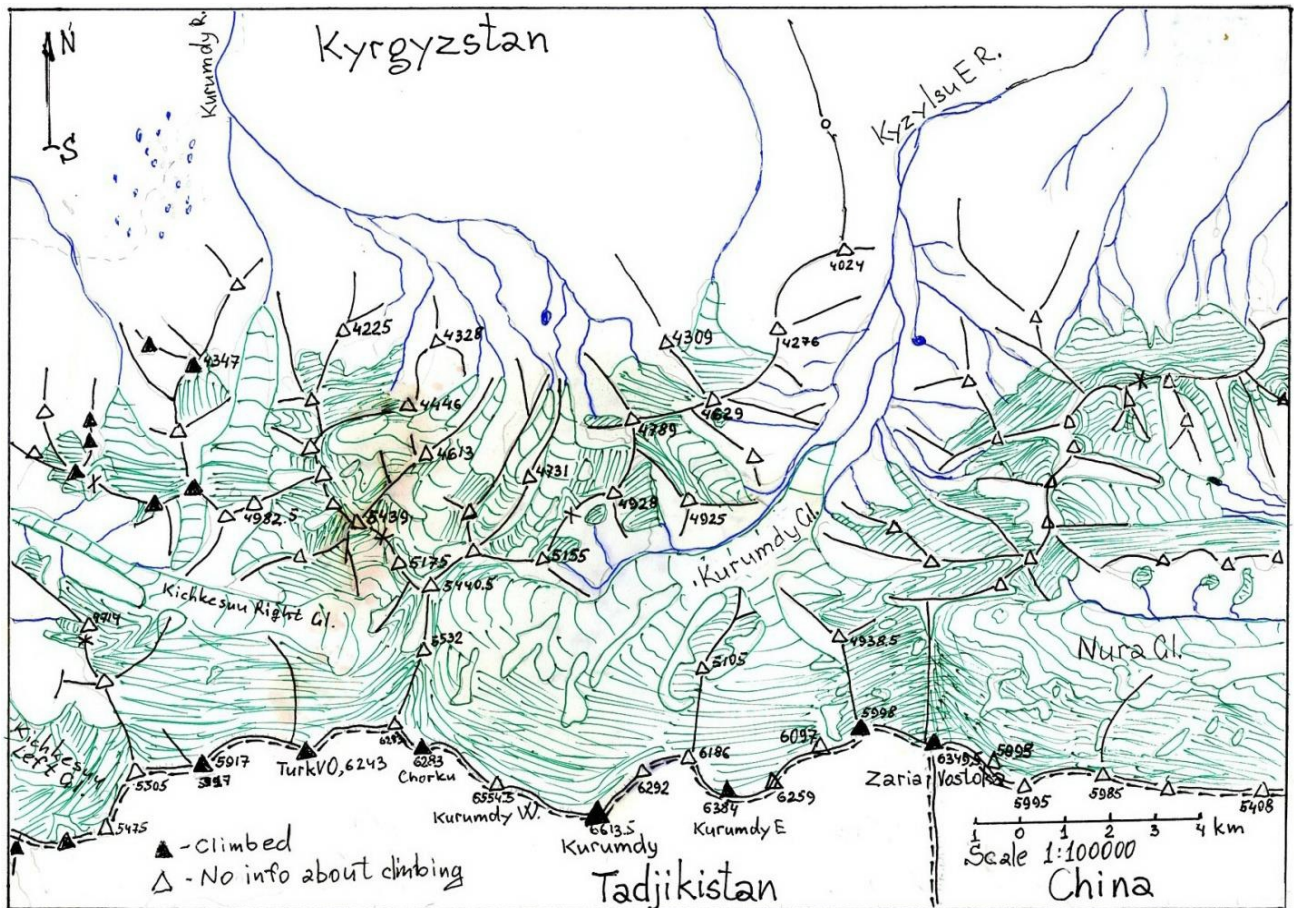 N
S
Kyrgyzstan
Kurumdy R.
Kyzylsu E R.
4024
4225
4328
4309
4276
4347
4446
4629
4789
4613
4731
4928
4925
4982.5
5439
5175
5155
5440.5
Kurumdy Gl.
Kichkesuu Right Gl.
4938.5
5532
5105
Nura Gl.
Kichkesuu
Left Gl.
5998
6097
6186
5917
TurkVO, 6243
6283
Chorku
5995
6349.5
Zaria Vostoka
5305
6292
6259
5995
5985
5408
6554.5
Kurumdy W.
6384
Kurumdy E
6613.5
Kurumdy
5475
1 0 1 2 3 4 km
Scale 1:100000
- Climbed
- No info about climbing
Tadjikistan
China